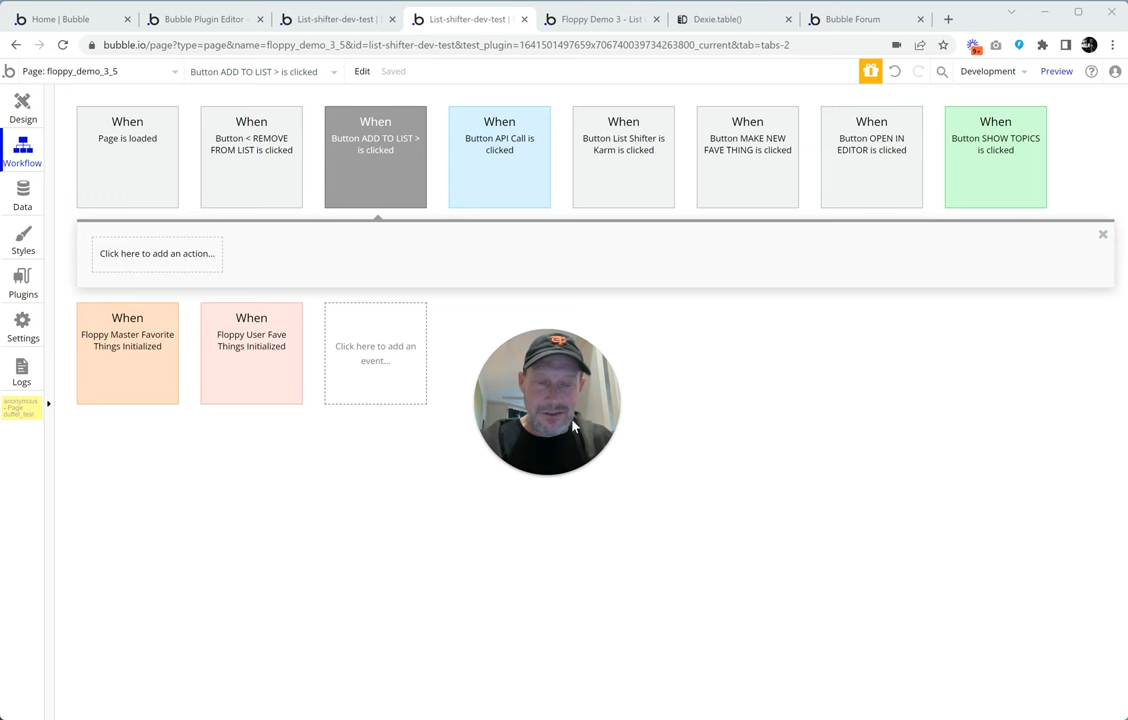 Home | Bubble
Bubble Plugin Editor -
List-shifter-dev-test |
List-shifter-dev-test |
Floppy Demo 3 - List
Dexie.table()
Bubble Forum
bubble.io/page?type=page&name=floppy_demo_3_5&id=list-shifter-dev-test&test_plugin=1641501497659x706740039734263800_current&tab=tabs-2
9+
Page: floppy_demo_3_5
Button ADD TO LIST > is clicked
Edit
Saved
Development
Preview
Design
Workflow
Data
Styles
Plugins
Settings
Logs
anonymous
- Page
duffel_test
When
Page is loaded
When
Button < REMOVE
FROM LIST is clicked
When
Button ADD TO LIST >
is clicked
When
Button API Call is
clicked
When
Button List Shifter is
Karm is clicked
When
Button MAKE NEW
FAVE THING is clicked
When
Button OPEN IN
EDITOR is clicked
When
Button SHOW TOPICS
is clicked
Click here to add an action...
When
Floppy Master Favorite
Things Initialized
When
Floppy User Fave
Things Initialized
Click here to add an
event...